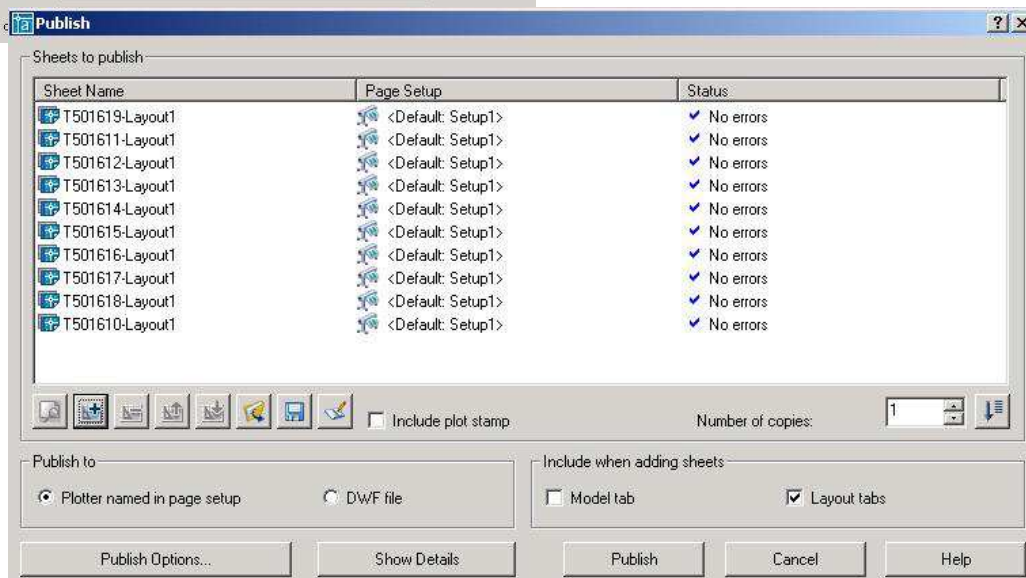 Publish
Sheets to publish
Sheet Name Page Setup Status
T501619-Layout1 <Default: Setup1> No errors
T501611-Layout1 <Default: Setup1> No errors
T501612-Layout1 <Default: Setup1> No errors
T501613-Layout1 <Default: Setup1> No errors
T501614-Layout1 <Default: Setup1> No errors
T501615-Layout1 <Default: Setup1> No errors
T501616-Layout1 <Default: Setup1> No errors
T501617-Layout1 <Default: Setup1> No errors
T501618-Layout1 <Default: Setup1> No errors
T501610-Layout1 <Default: Setup1> No errors
Include plot stamp Number of copies: 1
Publish to Include when adding sheets
Plotter named in page setup DWF file Model tab Layout tabs
Publish Options... Show Details Publish Cancel Help